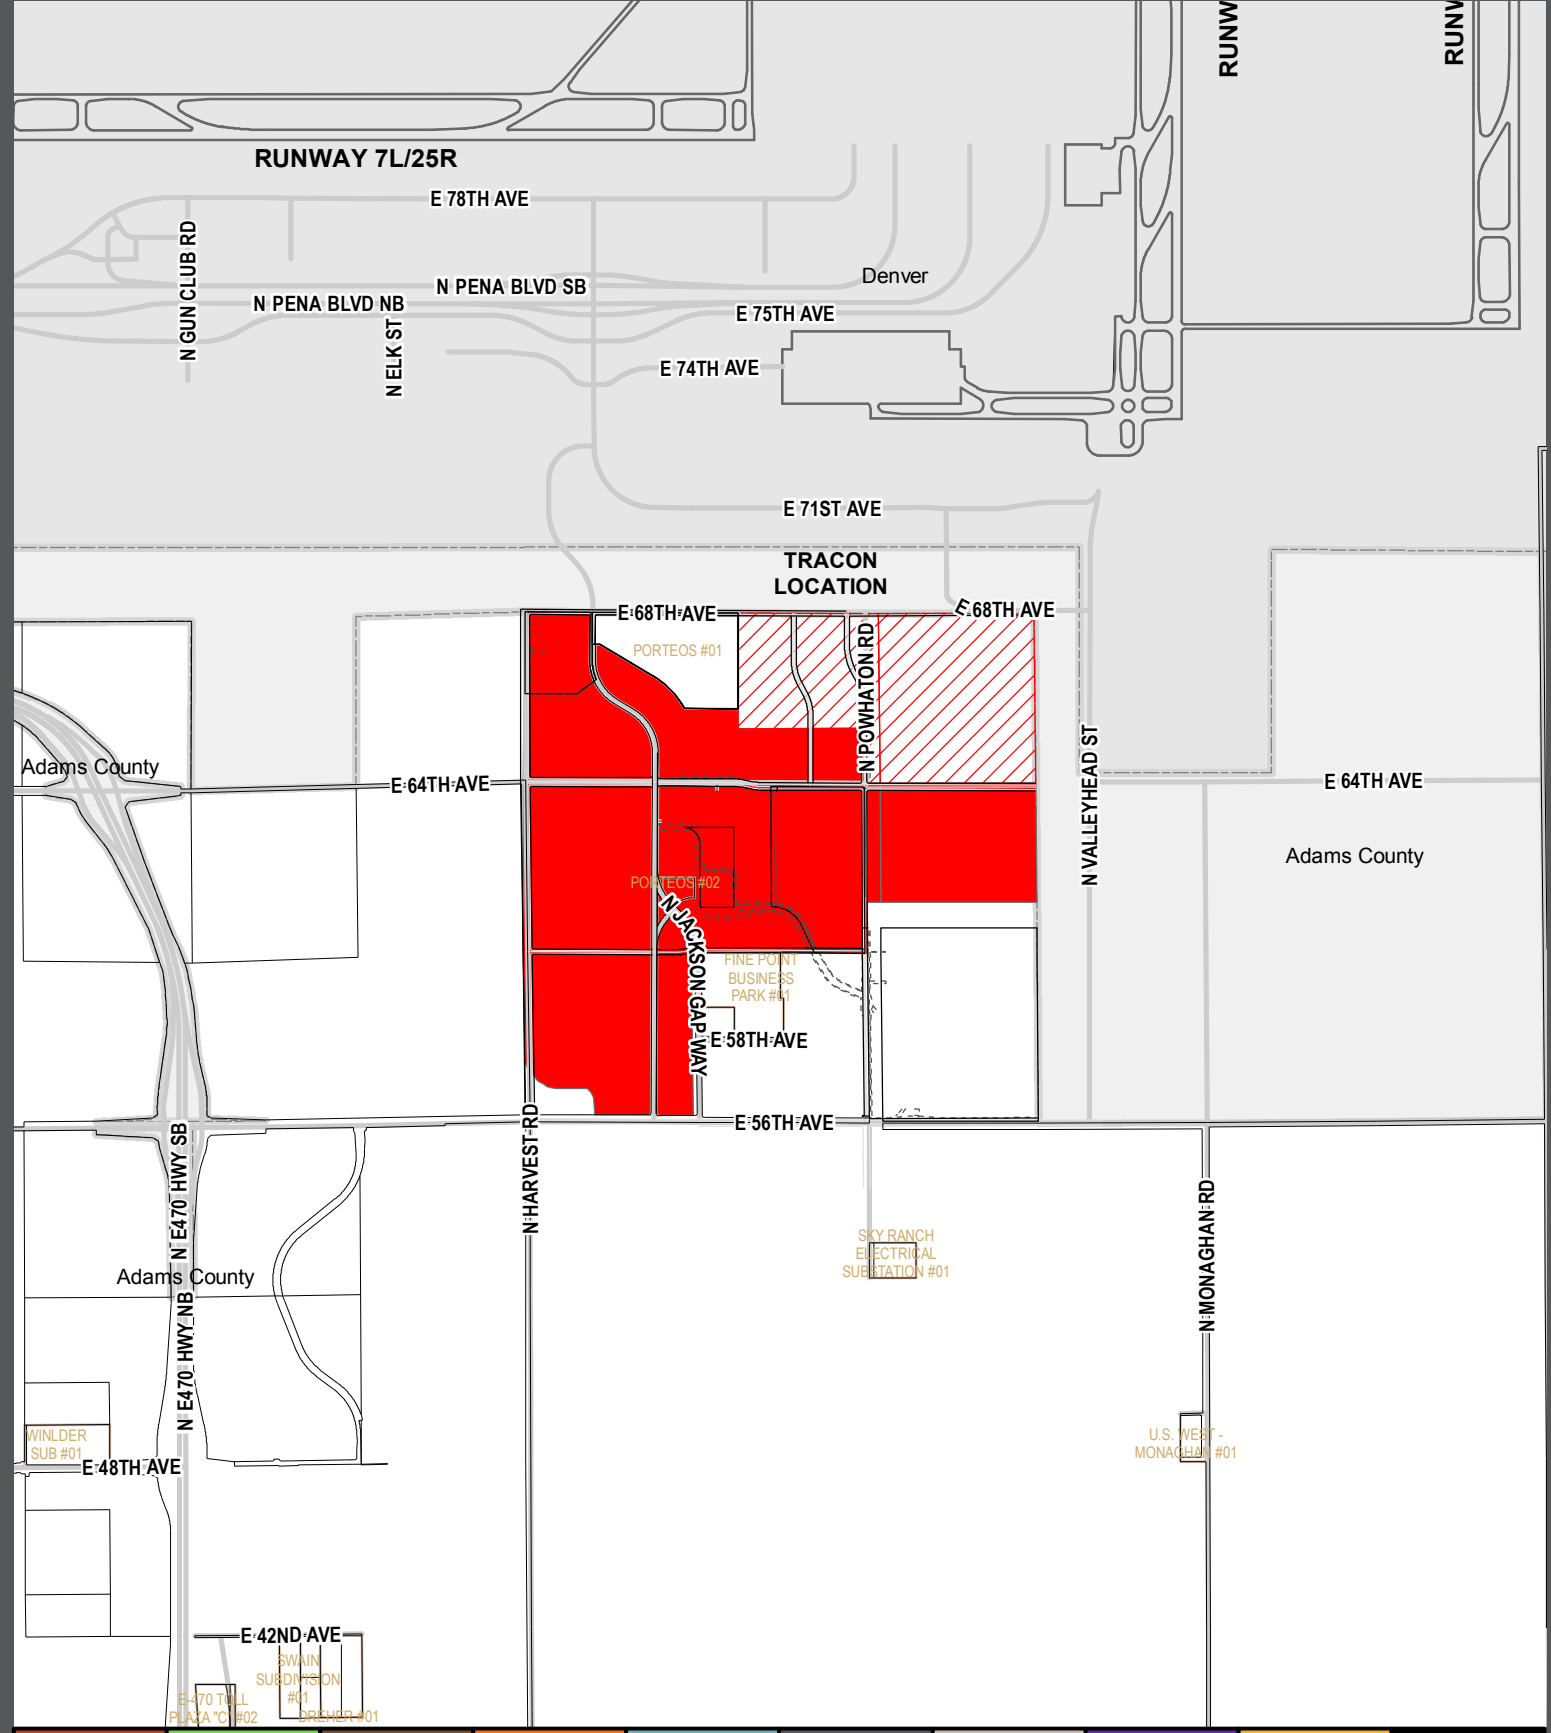 RUNW
RUNW
RUNWAY 7L/25R
E 78TH AVE
N GUN CLUB RD
Denver
N PENA BLVD SB
N PENA BLVD NB
E 75TH AVE
N ELK ST
E 74TH AVE
E 71ST AVE
TRACON
LOCATION
E 68TH AVE
E 68TH AVE
PORTEOS #01
N POWHATON RD
Adams County
E 64TH AVE
N VALLEYHEAD ST
E 64TH AVE
Adams County
PORTEOS #02
N JACKSON GAP WAY
FINE POINT
BUSINESS
PARK #01
E 58TH AVE
E 56TH AVE
N HARVEST RD
N E470 HWY SB
N MONAGHAN RD
SKY RANCH
ELECTRICAL
SUBSTATION #01
Adams County
N E470 HWY NB
WINLDER
SUB #01
E 48TH AVE
U.S. WEST -
MONAGHAN #01
E 42ND AVE
SWAIN
SUBDIVISION
#01
E-470 TOLL
PLAZA "C" #02
DREHER #01